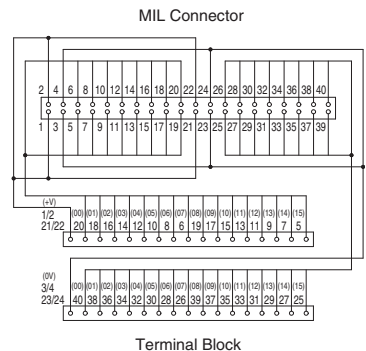 MIL Connector
2 4 6 8 10 12 14 16 18 20 22 24 26 28 30 32 34 36 38 40
1 3 5 7 9 11 13 15 17 19 21 23 25 27 29 31 33 35 37 39
(+V)
1/2 (00) (01) (02) (03) (04) (05) (06) (07) (08) (09) (10) (11) (12) (13) (14) (15)
21/22 20 18 16 14 12 10 8 6 19 17 15 13 11 9 7 5
(0V)
3/4 (00) (01) (02) (03) (04) (05) (06) (07) (08) (09) (10) (11) (12) (13) (14) (15)
23/24 40 38 36 34 32 30 28 26 39 37 35 33 31 29 27 25
Terminal Block